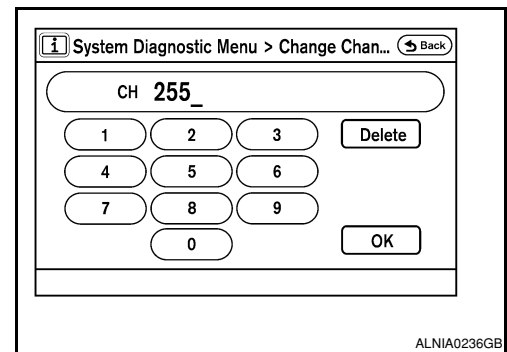 i System Diagnostic Menu > Change Chan... Back
CH 255_
1 2 3 Delete
4 5 6
7 8 9
0 OK
ALNIA0236GB